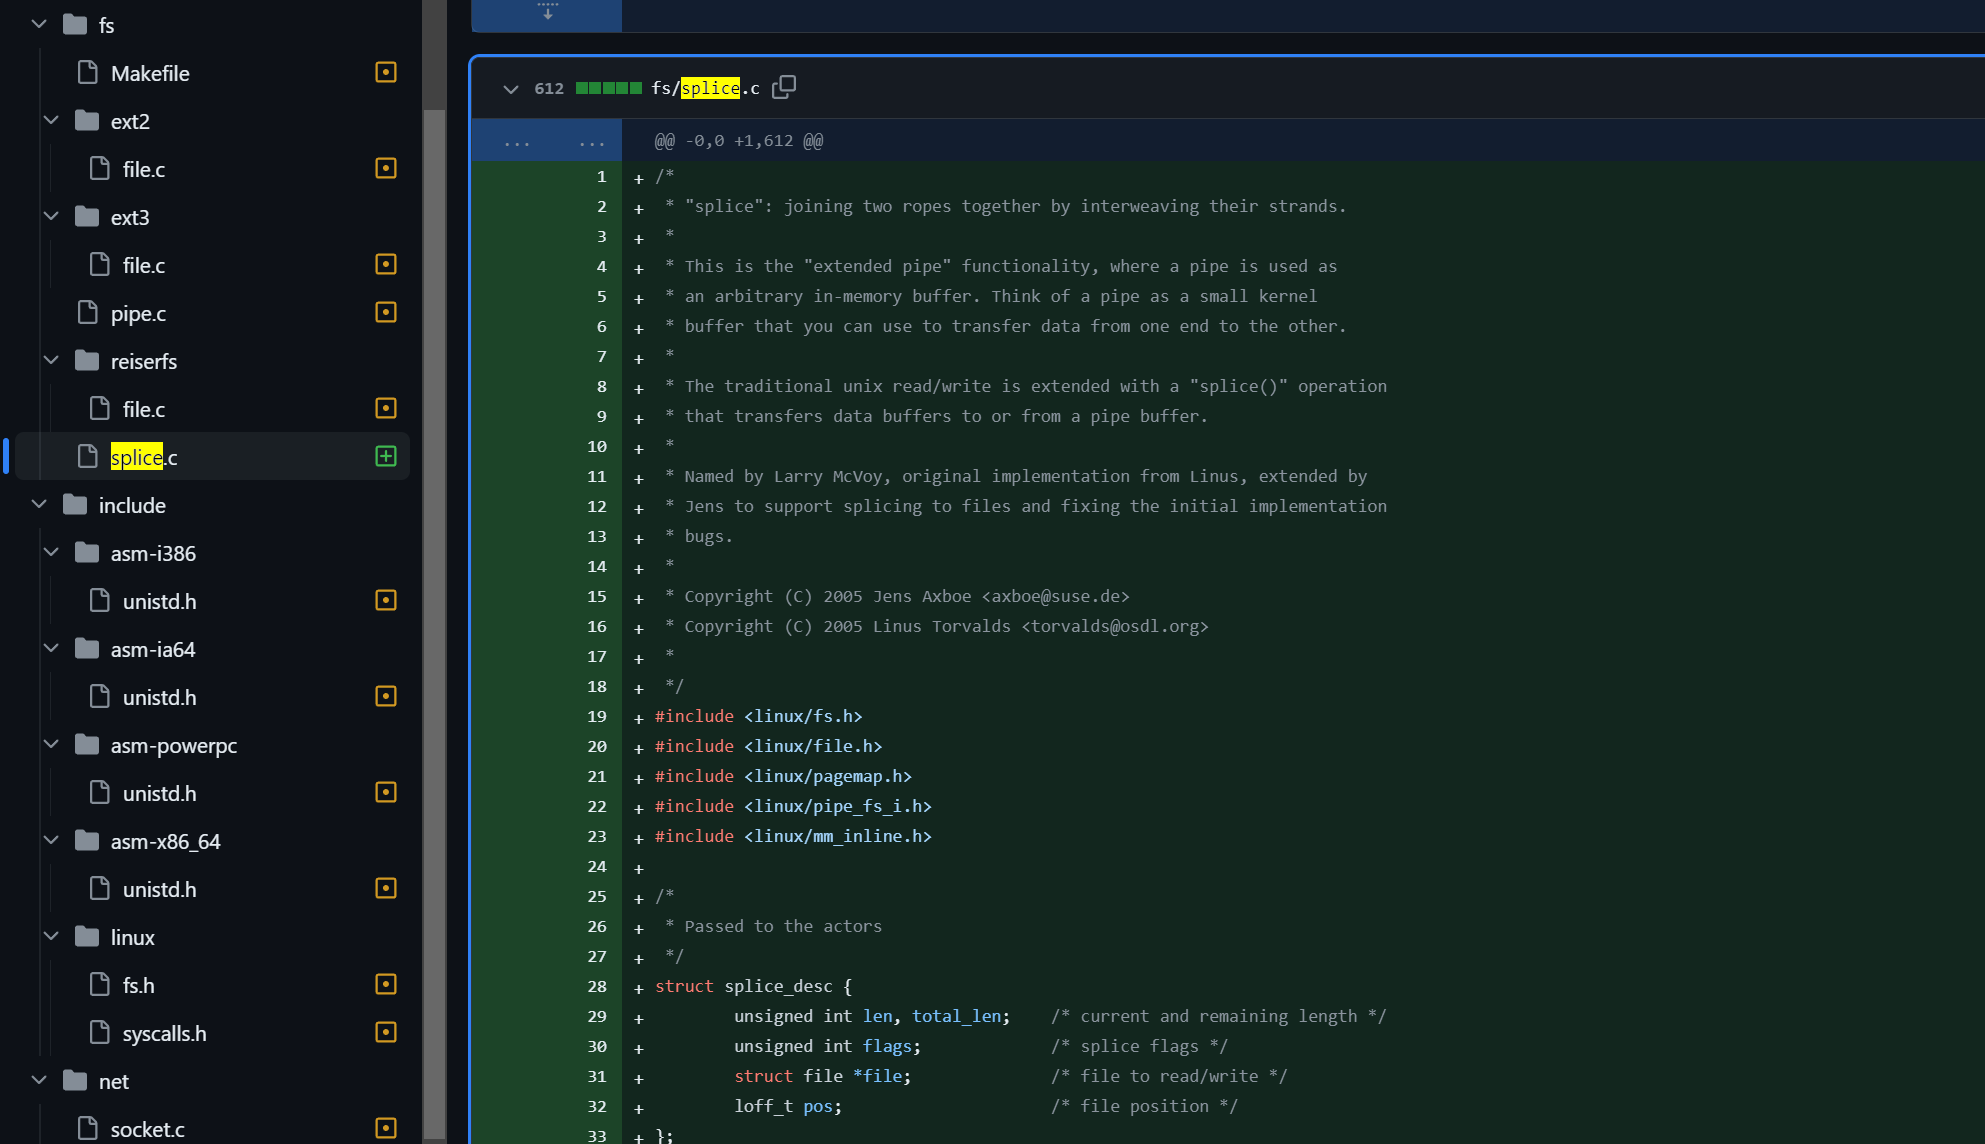 fs
Makefile
ext2
file.c
ext3
file.c
pipe.c
reiserfs
file.c
splice.c
include
asm-i386
unistd.h
asm-ia64
unistd.h
asm-powerpc
unistd.h
asm-x86_64
unistd.h
linux
fs.h
syscalls.h
net
socket.c
612 fs/splice.c
... ... @@ -0,0 +1,612 @@
1 + /*
2 +  * "splice": joining two ropes together by interweaving their strands.
3 +  *
4 +  * This is the "extended pipe" functionality, where a pipe is used as
5 +  * an arbitrary in-memory buffer. Think of a pipe as a small kernel
6 +  * buffer that you can use to transfer data from one end to the other.
7 +  *
8 +  * The traditional unix read/write is extended with a "splice()" operation
9 +  * that transfers data buffers to or from a pipe buffer.
10 +  *
11 +  * Named by Larry McVoy, original implementation from Linus, extended by
12 +  * Jens to support splicing to files and fixing the initial implementation
13 +  * bugs.
14 +  *
15 +  * Copyright (C) 2005 Jens Axboe <axboe@suse.de>
16 +  * Copyright (C) 2005 Linus Torvalds <torvalds@osdl.org>
17 +  *
18 +  */
19 + #include <linux/fs.h>
20 + #include <linux/file.h>
21 + #include <linux/pagemap.h>
22 + #include <linux/pipe_fs_i.h>
23 + #include <linux/mm_inline.h>
24 +
25 + /*
26 +  * Passed to the actors
27 +  */
28 + struct splice_desc {
29 +         unsigned int len, total_len;    /* current and remaining length */
30 +         unsigned int flags;             /* splice flags */
31 +         struct file *file;              /* file to read/write */
32 +         loff_t pos;                     /* file position */
33 + };